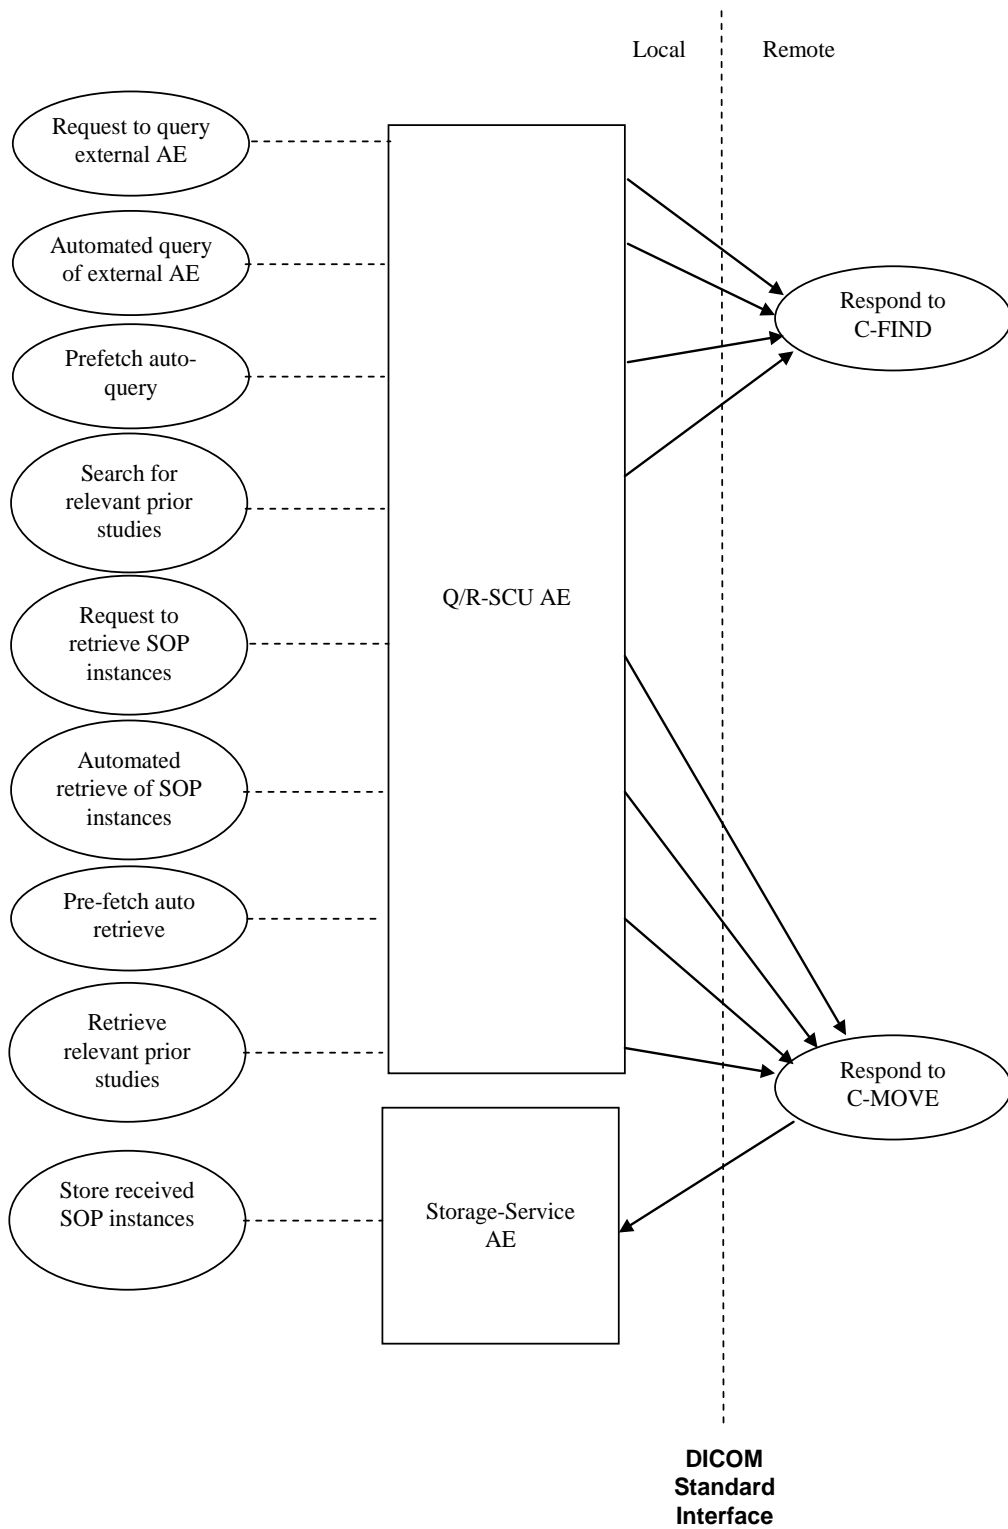 Local
Remote
Request to query
external AE
Automated query
of external AE
Prefetch auto-
query
Search for
relevant prior
studies
Request to
retrieve SOP
instances
Automated
retrieve of SOP
instances
Pre-fetch auto
retrieve
Retrieve
relevant prior
studies
Store received
SOP instances
Q/R-SCU AE
Storage-Service
AE
Respond to
C-FIND
Respond to
C-MOVE
DICOM
Standard
Interface